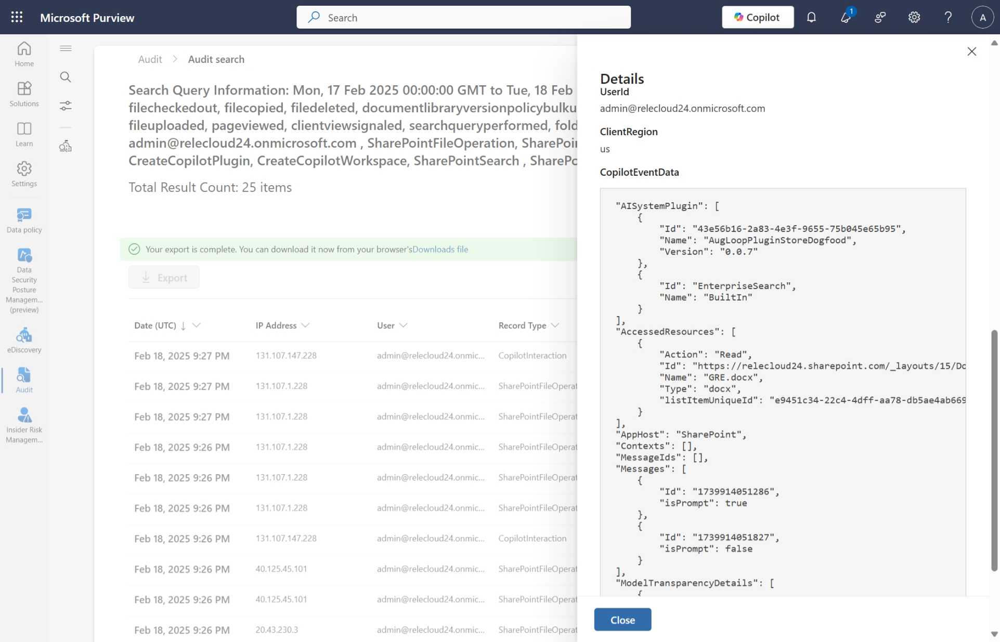 Microsoft Purview
Search
Copilot
1
A
Home
Solutions
Learn
Settings
Data policy
Data
Security
Posture
Managem...
(preview)
eDiscovery
Audit
Insider Risk
Managem...
Audit
Audit search
Search Query Information: Mon, 17 Feb 2025 00:00:00 GMT to Tue, 18 Feb
filecheckedout, filecopied, filedeleted, documentlibraryversionpolicybulku
fileuploaded, pageviewed, clientviewsignaled, searchqueryperformed, fold
admin@relecloud24.onmicrosoft.com , SharePointFileOperation, SharePoin
CreateCopilotPlugin, CreateCopilotWorkspace, SharePointSearch , SharePo
Total Result Count: 25 items
Your export is complete. You can download it now from your browser'sDownloads file
Export
Date (UTC) IP Address User Record Type
Feb 18, 2025 9:27 PM 131.107.147.228 admin@relecloud24.onmic... CopilotInteraction
Feb 18, 2025 9:27 PM 131.107.1.228 admin@relecloud24.onmic... SharePointFileOperat
Feb 18, 2025 9:27 PM 131.107.1.228 admin@relecloud24.onmic... SharePointFileOperat
Feb 18, 2025 9:26 PM 131.107.1.228 admin@relecloud24.onmic... SharePointFileOperat
Feb 18, 2025 9:26 PM 131.107.1.228 admin@relecloud24.onmic... SharePointFileOperat
Feb 18, 2025 9:26 PM 131.107.1.228 admin@relecloud24.onmic... SharePointFileOperat
Feb 18, 2025 9:26 PM 131.107.147.228 admin@relecloud24.onmic... CopilotInteraction
Feb 18, 2025 9:26 PM 40.125.45.101 admin@relecloud24.onmic... SharePointFileOperat
Feb 18, 2025 9:26 PM 40.125.45.101 admin@relecloud24.onmic... SharePointFileOperat
Feb 18, 2025 9:26 PM 20.43.230.3 admin@relecloud24.onmic... SharePointFileOperat
Details
UserId
admin@relecloud24.onmicrosoft.com
ClientRegion
us
CopilotEventData
"AISystemPlugin": [
{
"Id": "43e56b16-2a83-4e3f-9655-75b045e65b95",
"Name": "AugLoopPluginStoreDogfood",
"Version": "0.0.7"
},
{
"Id": "EnterpriseSearch",
"Name": "BuiltIn"
}
],
"AccessedResources": [
{
"Action": "Read",
"Id": "https://relecloud24.sharepoint.com/_layouts/15/Do
"Name": "GRE.docx",
"Type": "docx",
"listItemUniqueId": "e9451c34-22c4-4dff-aa78-db5ae4ab669
}
],
"AppHost": "SharePoint",
"Contexts": [],
"MessageIds": [],
"Messages": [
{
"Id": "1739914051286",
"isPrompt": true
},
{
"Id": "1739914051827",
"isPrompt": false
}
],
"ModelTransparencyDetails": [
{
Close